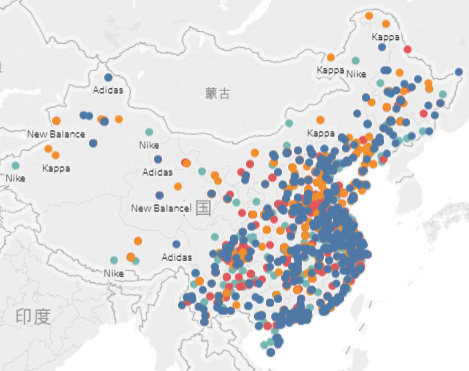 Kappa
Kappa
Nike
Adidas
蒙古
New Balance
Kappa
Nike
Kappa
Adidas
Nike
New Balance
国
Adidas
Nike
印度